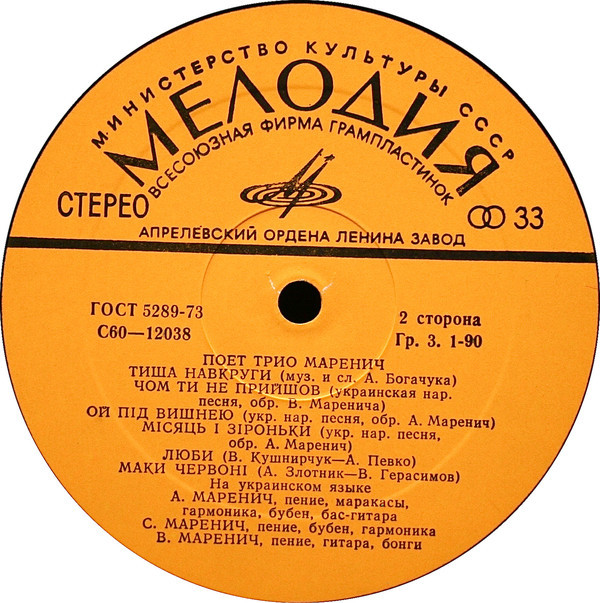 МИНИСТЕРСТВО КУЛЬТУРЫ СССР
МЕЛОДИЯ
ВСЕСОЮЗНАЯ ФИРМА ГРАМПЛАСТИНОК
СТЕРЕО
33
АПРЕЛЕВСКИЙ ОРДЕНА ЛЕНИНА ЗАВОД
ГОСТ 5289-73
С60—12038
2 сторона
Гр. 3. 1-90
ПОЕТ ТРИО МАРЕНИЧ
ТИША НАВКРУГИ (муз. и сл. А. Богачука)
ЧОМ ТИ НЕ ПРИЙШОВ (украинская нар.
песня, обр. В. Маренича)
ОЙ ПІД ВИШНЕЮ (укр. нар. песня, обр. А. Маренич)
МІСЯЦЬ І ЗІРОНЬКИ (укр. нар. песня,
обр. А. Маренич)
ЛЮБИ (В. Кушнирчук—А. Певко)
МАКИ ЧЕРВОНІ (А. Злотник—В. Герасимов)
На украинском языке
А. МАРЕНИЧ, пение, маракасы,
гармоника, бубен, бас-гитара
С. МАРЕНИЧ, пение, бубен, гармоника
В. МАРЕНИЧ, пение, гитара, бонги